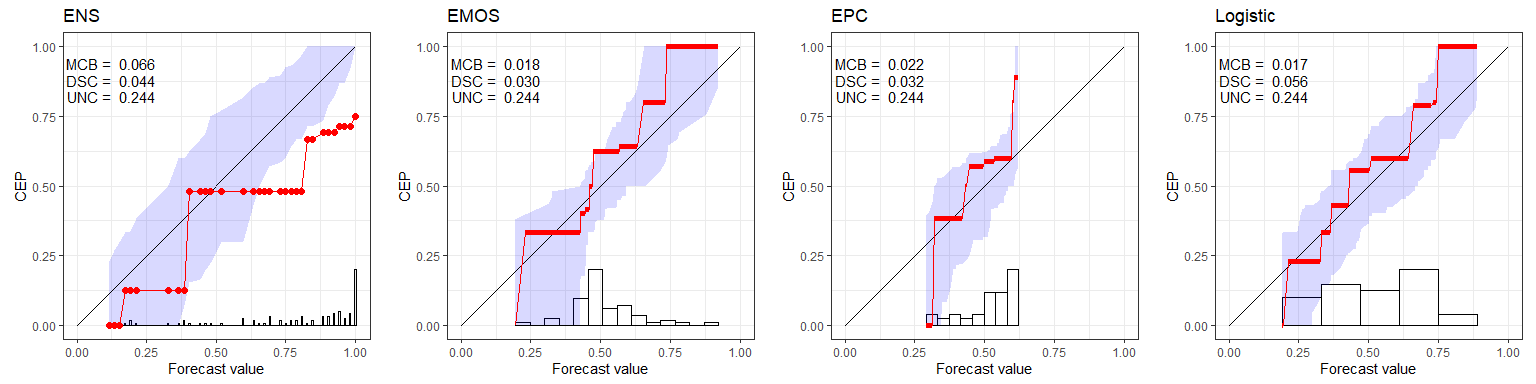 ENS
MCB = 0.066
DSC = 0.044
UNC = 0.244
1.00
0.75
0.50
0.25
0.00
CEP
0.00 0.25 0.50 0.75 1.00
Forecast value
EMOS
MCB = 0.018
DSC = 0.030
UNC = 0.244
1.00
0.75
0.50
0.25
0.00
CEP
0.00 0.25 0.50 0.75 1.00
Forecast value
EPC
MCB = 0.022
DSC = 0.032
UNC = 0.244
1.00
0.75
0.50
0.25
0.00
CEP
0.00 0.25 0.50 0.75 1.00
Forecast value
Logistic
MCB = 0.017
DSC = 0.056
UNC = 0.244
1.00
0.75
0.50
0.25
0.00
CEP
0.00 0.25 0.50 0.75 1.00
Forecast value